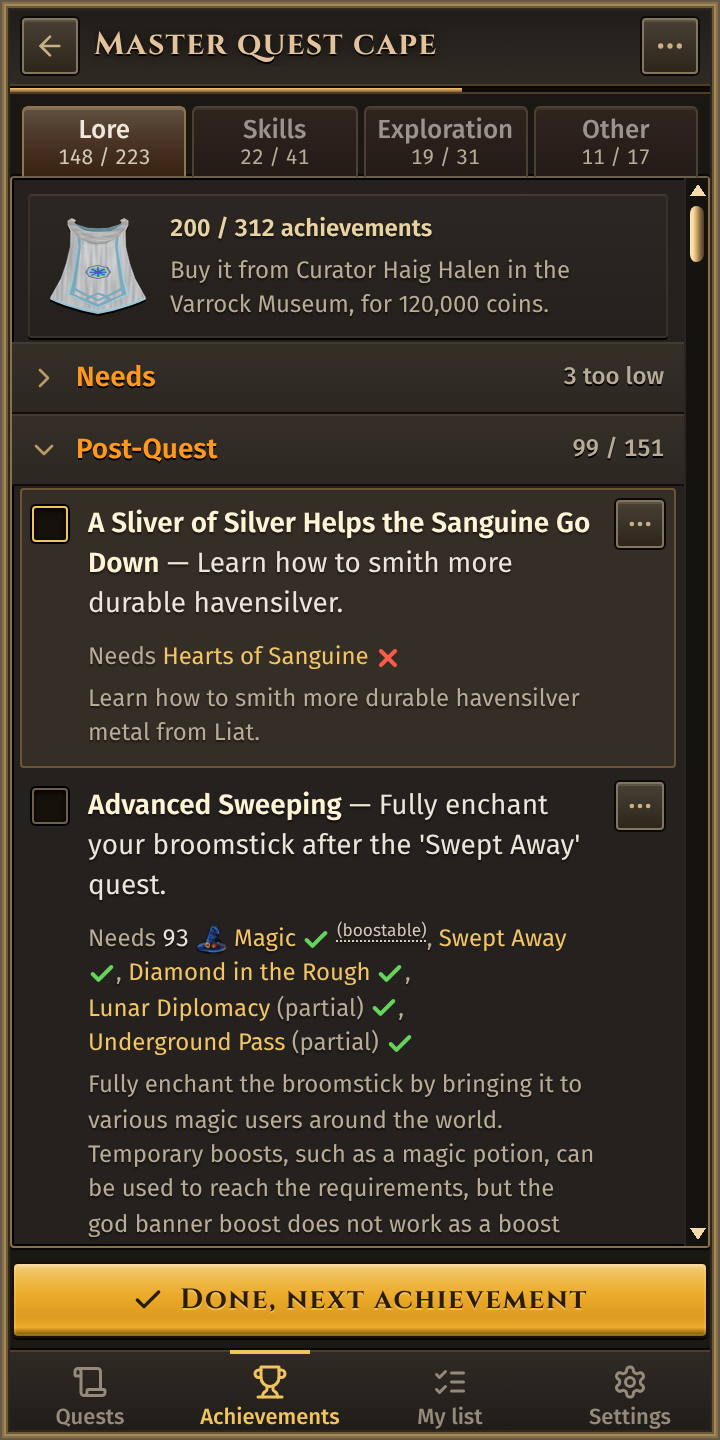 Master Quest Cape
Lore
148 / 223
Skills
22 / 41
Exploration
19 / 31
Other
11 / 17
200 / 312 achievements
Buy it from Curator Haig Halen in the
Varrock Museum, for 120,000 coins.
Needs
3 too low
Post-Quest
99 / 151
A Sliver of Silver Helps the Sanguine Go
Down — Learn how to smith more
durable havensilver.
Needs Hearts of Sanguine
Learn how to smith more durable havensilver
metal from Liat.
Advanced Sweeping — Fully enchant
your broomstick after the 'Swept Away'
quest.
Needs 93 Magic (boostable), Swept Away
, Diamond in the Rough ,
Lunar Diplomacy (partial) ,
Underground Pass (partial)
Fully enchant the broomstick by bringing it to
various magic users around the world.
Temporary boosts, such as a magic potion, can
be used to reach the requirements, but the
god banner boost does not work as a boost
Done, next achievement
Quests
Achievements
My list
Settings